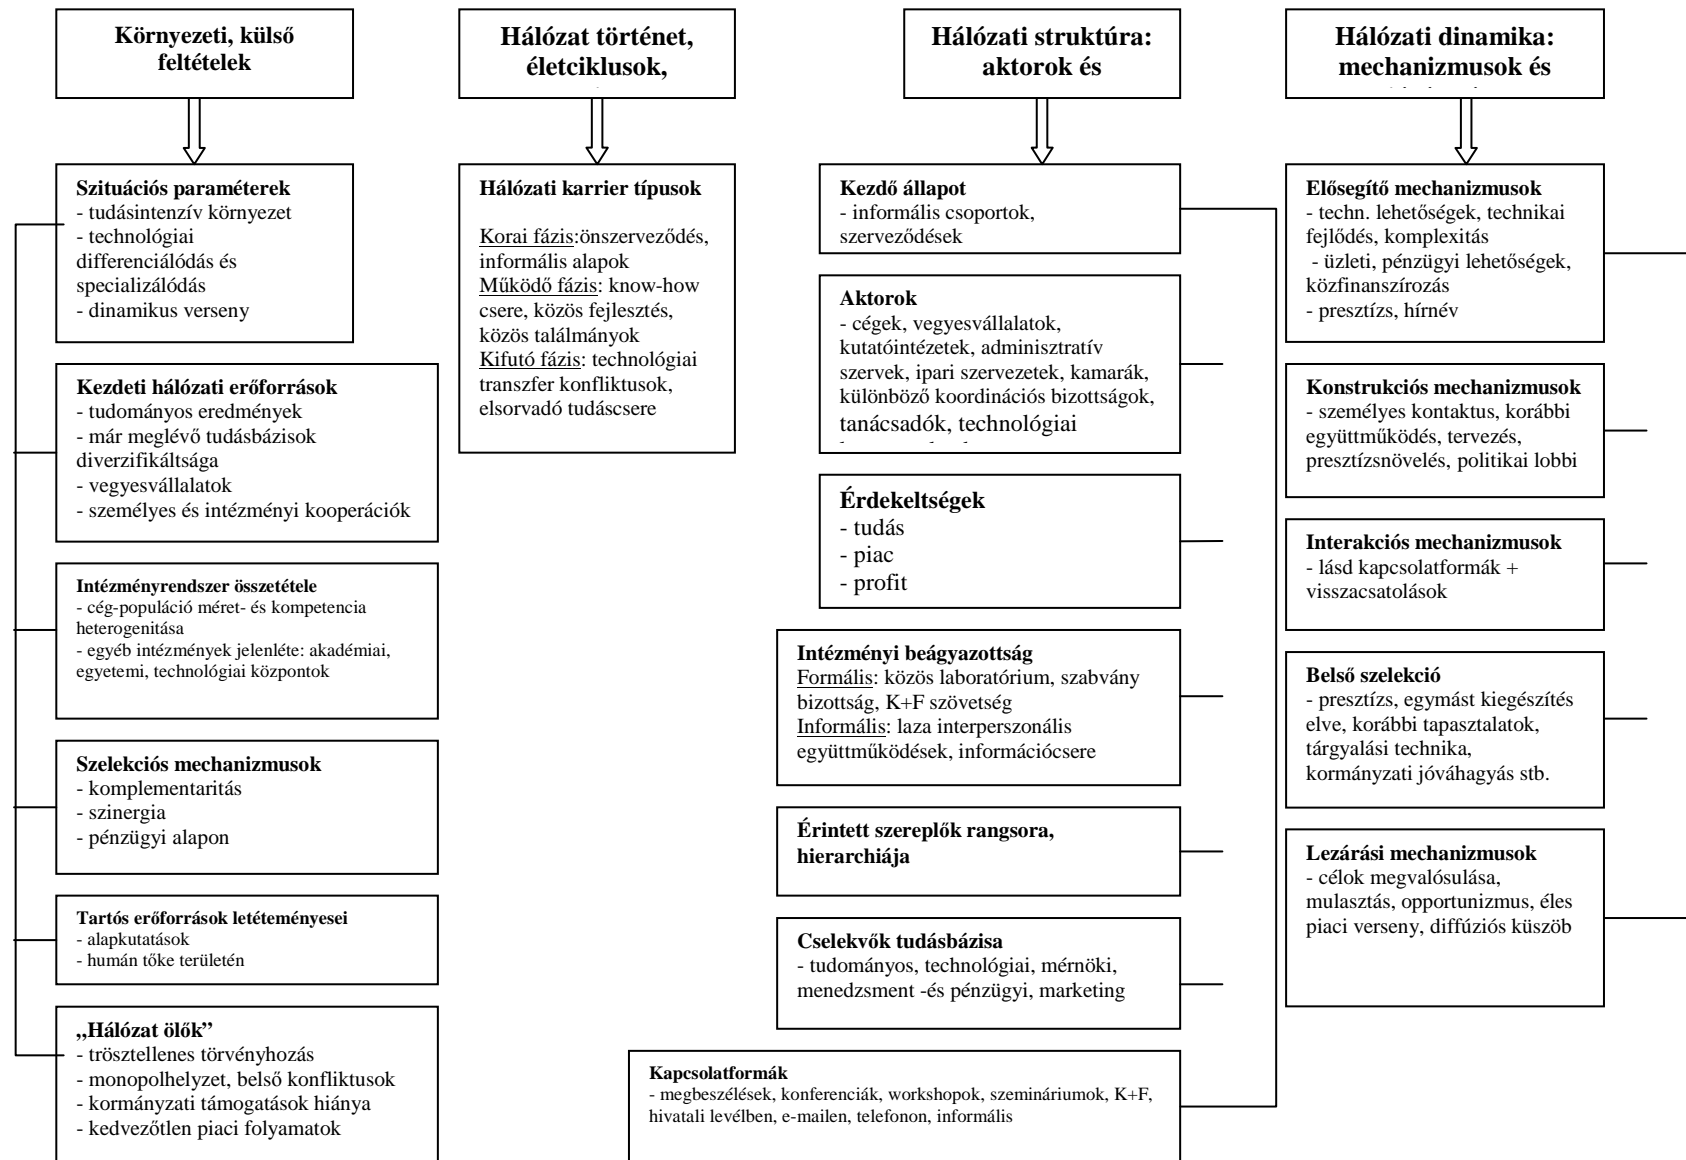 Környezeti, külső
feltételek
Szituációs paraméterek
- tudásintenzív környezet
- technológiai
differenciálódás és
specializálódás
- dinamikus verseny
Kezdeti hálózati erőforrások
- tudományos eredmények
- már meglévő tudásbázisok
diverzifikáltsága
- vegyesvállalatok
- személyes és intézményi kooperációk
Intézményrendszer összetétele
- cég-populáció méret- és kompetencia
heterogenitása
- egyéb intézmények jelenléte: akadémiai,
egyetemi, technológiai központok
Szelekciós mechanizmusok
- komplementaritás
- szinergia
- pénzügyi alapon
Tartós erőforrások letéteményesei
- alapkutatások
- humán tőke területén
„Hálózat ölők”
- trösztellenes törvényhozás
- monopolhelyzet, belső konfliktusok
- kormányzati támogatások hiánya
- kedvezőtlen piaci folyamatok
Hálózat történet,
életciklusok,
Hálózati karrier típusok
Korai fázis:önszerveződés,
informális alapok
Működő fázis: know-how
csere, közös fejlesztés,
közös találmányok
Kifutó fázis: technológiai
transzfer konfliktusok,
elsorvadó tudáscsere
Hálózati struktúra:
aktorok és
Kezdő állapot
- informális csoportok,
szerveződések
Aktorok
- cégek, vegyesvállalatok,
kutatóintézetek, adminisztratív
szervek, ipari szervezetek, kamarák,
különböző koordinációs bizottságok,
tanácsadók, technológiai
Érdekeltségek
- tudás
- piac
- profit
Intézményi beágyazottság
Formális: közös laboratórium, szabvány
bizottság, K+F szövetség
Informális: laza interperszonális
együttműködések, információcsere
Érintett szereplők rangsora,
hierarchiája
Cselekvők tudásbázisa
- tudományos, technológiai, mérnöki,
menedzsment -és pénzügyi, marketing
Kapcsolatformák
- megbeszélések, konferenciák, workshopok, szemináriumok, K+F,
hivatali levélben, e-mailen, telefonon, informális
Hálózati dinamika:
mechanizmusok és
Elősegítő mechanizmusok
- techn. lehetőségek, technikai
fejlődés, komplexitás
- üzleti, pénzügyi lehetőségek,
közfinanszírozás
- presztízs, hírnév
Konstrukciós mechanizmusok
- személyes kontaktus, korábbi
együttműködés, tervezés,
presztízsnövelés, politikai lobbi
Interakciós mechanizmusok
- lásd kapcsolatformák +
visszacsatolások
Belső szelekció
- presztízs, egymást kiegészítés
elve, korábbi tapasztalatok,
tárgyalási technika,
kormányzati jóváhagyás stb.
Lezárási mechanizmusok
- célok megvalósulása,
mulasztás, opportunizmus, éles
piaci verseny, diffúziós küszöb